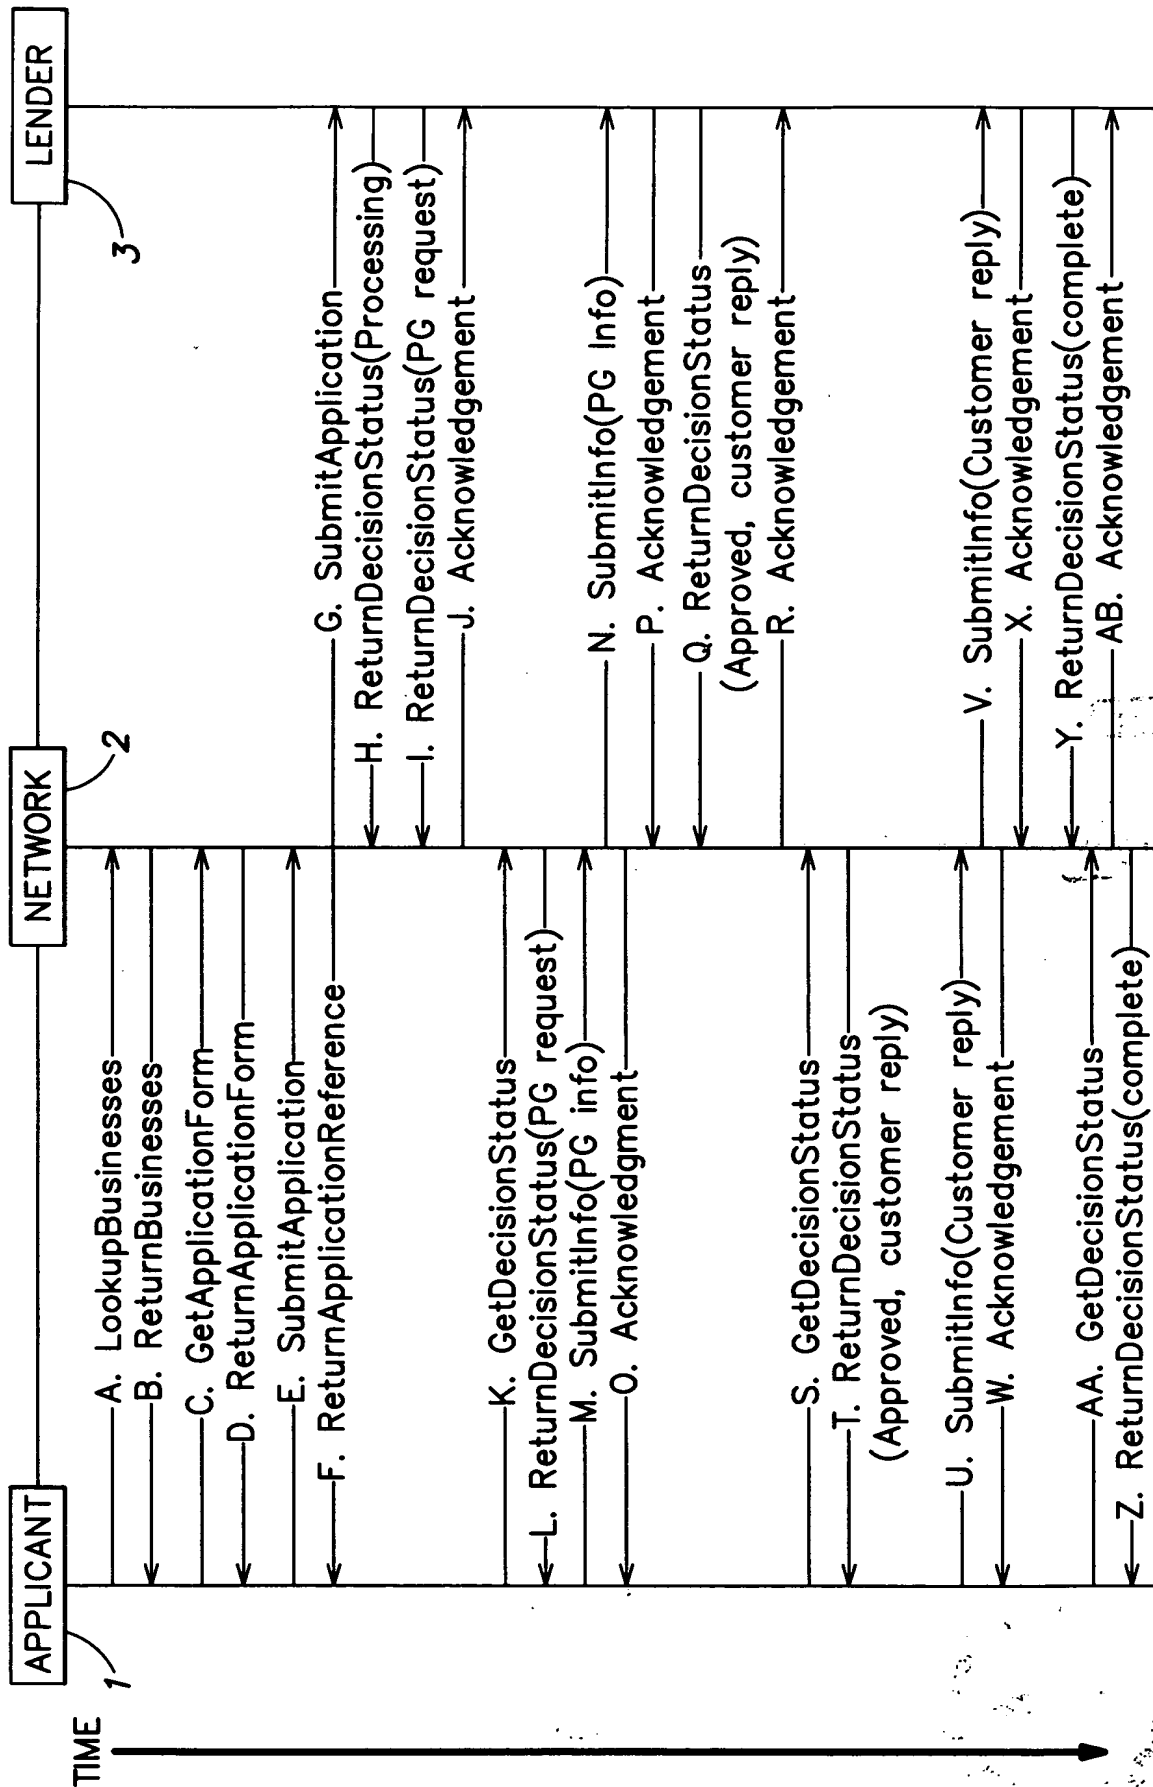 TIME
APPLICANT
1
NETWORK
2
LENDER
3
A. LookupBusinesses
B. ReturnBusinesses
C. GetApplicationForm
D. ReturnApplicationForm
E. SubmitApplication
F. ReturnApplicationReference
G. SubmitApplication
H. ReturnDecisionStatus(Processing)
I. ReturnDecisionStatus(PG request)
J. Acknowledgement
K. GetDecisionStatus
L. ReturnDecisionStatus(PG request)
M. SubmitInfo(PG info)
N. SubmitInfo(PG Info)
O. Acknowledgment
P. Acknowledgement
Q. ReturnDecisionStatus
(Approved, customer reply)
R. Acknowledgement
S. GetDecisionStatus
T. ReturnDecisionStatus
(Approved, customer reply)
U. SubmitInfo(Customer reply)
V. SubmitInfo(Customer reply)
W. Acknowledgement
X. Acknowledgement
Y. ReturnDecisionStatus(complete)
AA. GetDecisionStatus
AB. Acknowledgement
Z. ReturnDecisionStatus(complete)